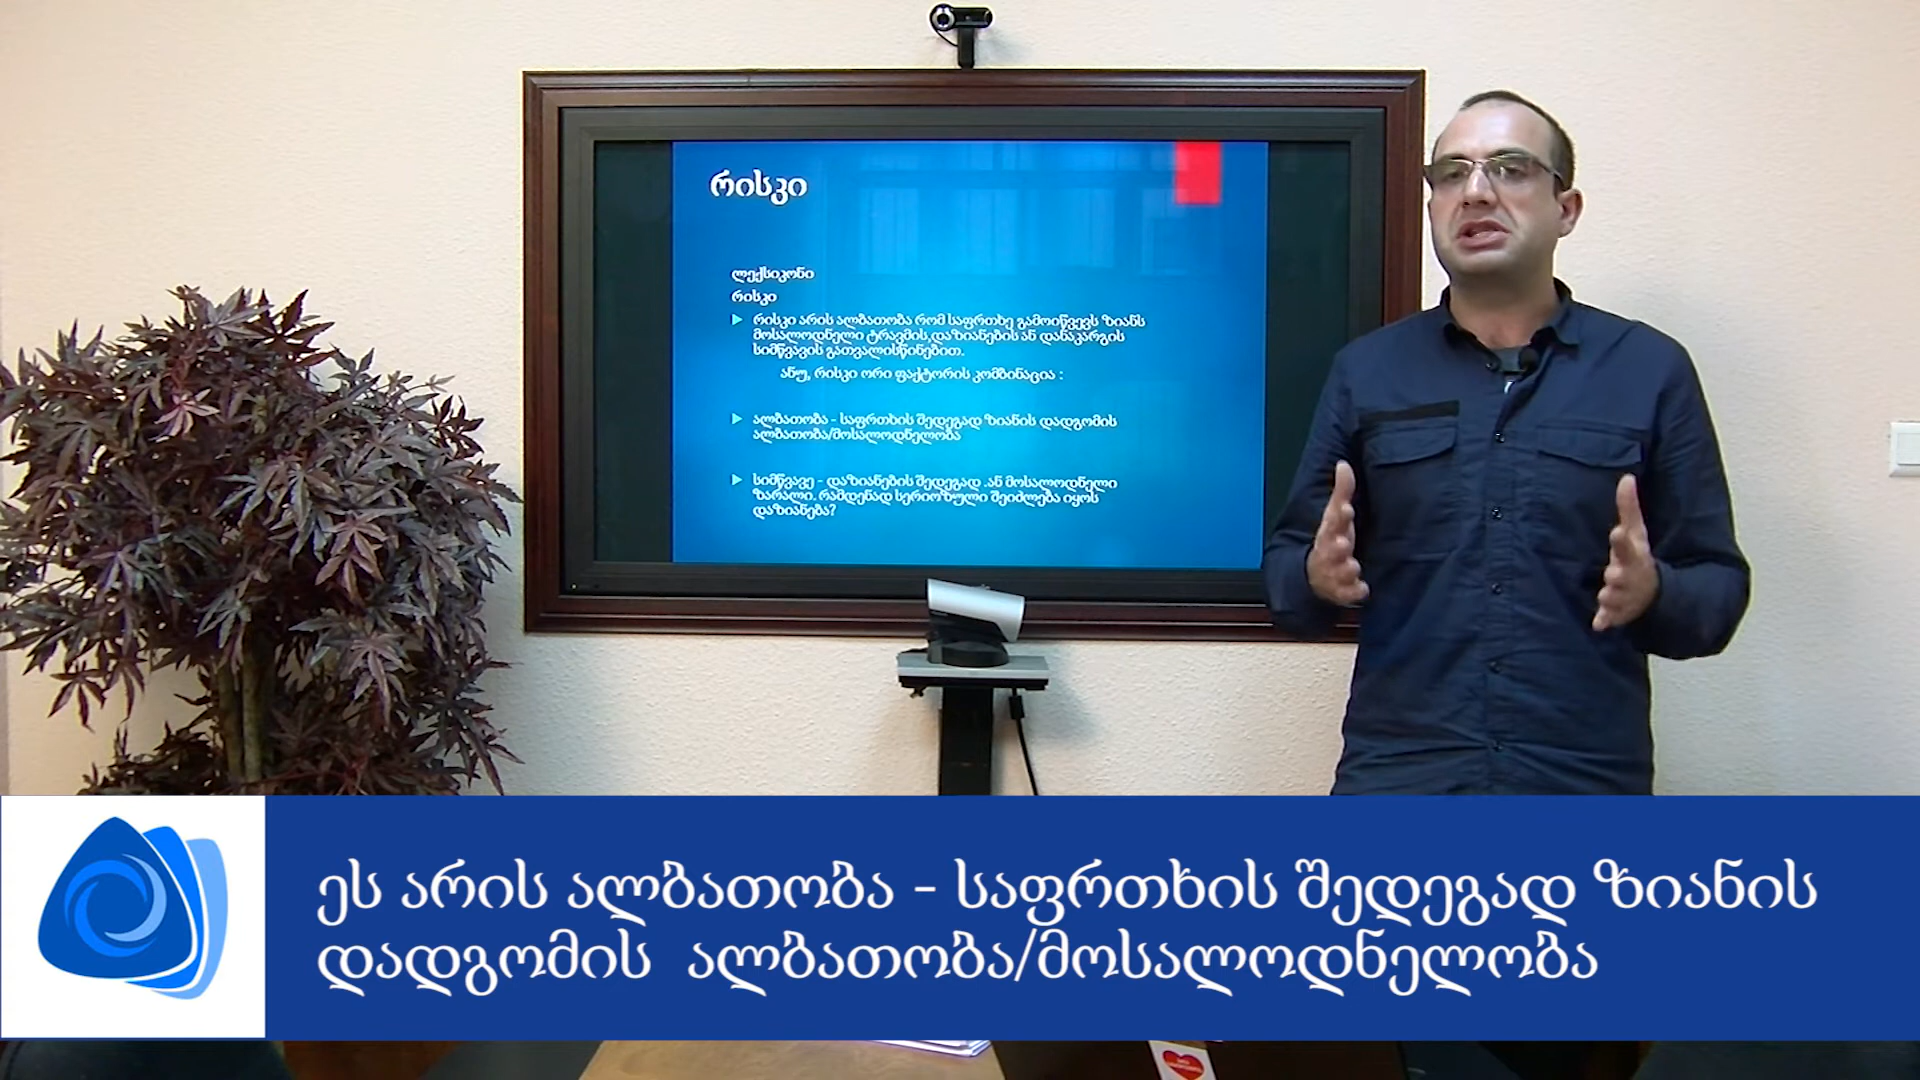 რისკი
ლექსიკონი
რისკი
რისკი არის ალბათობა რომ საფრთხე გამოიწვევს ზიანს
მოსალოდნელი ტრავმის,დაზიანების ან დანაკარგის
სიმწვავის გათვალისწინებით.
ანუ, რისკი ორი ფაქტორის კომბინაცია :
ალბათობა - საფრთხის შედეგად ზიანის დადგომის
ალბათობა/მოსალოდნელობა
სიმწვავე - დაზიანების შედეგად .ან მოსალოდნელი
ზარალი. რამდენად სერიოზული შეიძლება იყოს
დაზიანება?
ეს არის ალბათობა - საფრთხის შედეგად ზიანის
დადგომის ალბათობა/მოსალოდნელობა